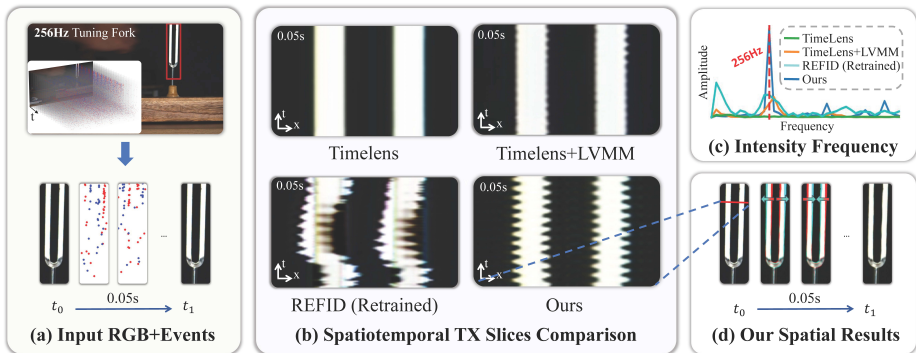 256Hz Tuning Fork
t
t₀
0.05s
...
t₁
(a) Input RGB+Events
0.05s
t
x
Timelens
0.05s
t
x
Timelens+LVMM
0.05s
t
x
REFID (Retrained)
0.05s
t
x
Ours
(b) Spatiotemporal TX Slices Comparison
Amplitude
256Hz
TimeLens
TimeLens+LVMM
REFID (Retrained)
Ours
Frequency
(c) Intensity Frequency
...
t₀
0.05s
t₁
(d) Our Spatial Results